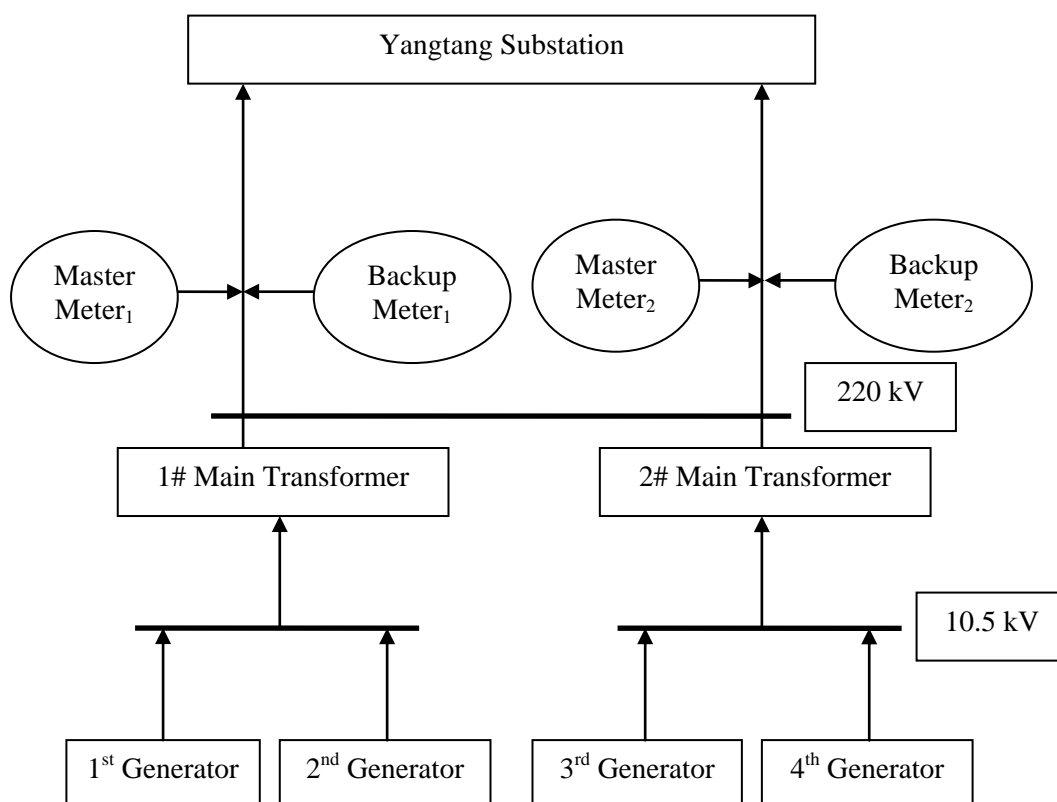 Yangtang Substation
Master
Meter₁
Backup
Meter₁
Master
Meter₂
Backup
Meter₂
220 kV
1# Main Transformer
2# Main Transformer
10.5 kV
1st Generator
2nd Generator
3rd Generator
4th Generator